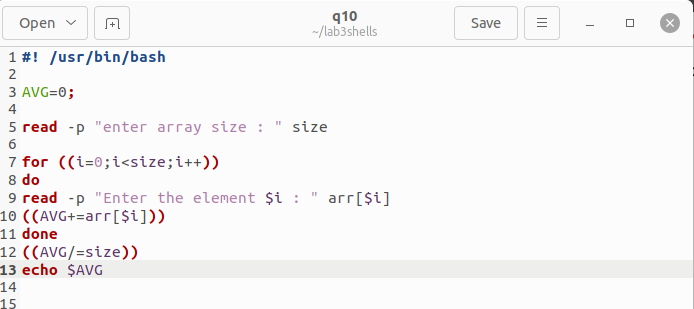 Open
q10
~/lab3shells
Save
1 #! /usr/bin/bash
2
3 AVG=0;
4
5 read -p "enter array size : " size
6
7 for ((i=0;i<size;i++))
8 do
9 read -p "Enter the element $i : " arr[$i]
10 ((AVG+=arr[$i]))
11 done
12 ((AVG/=size))
13 echo $AVG
14
15